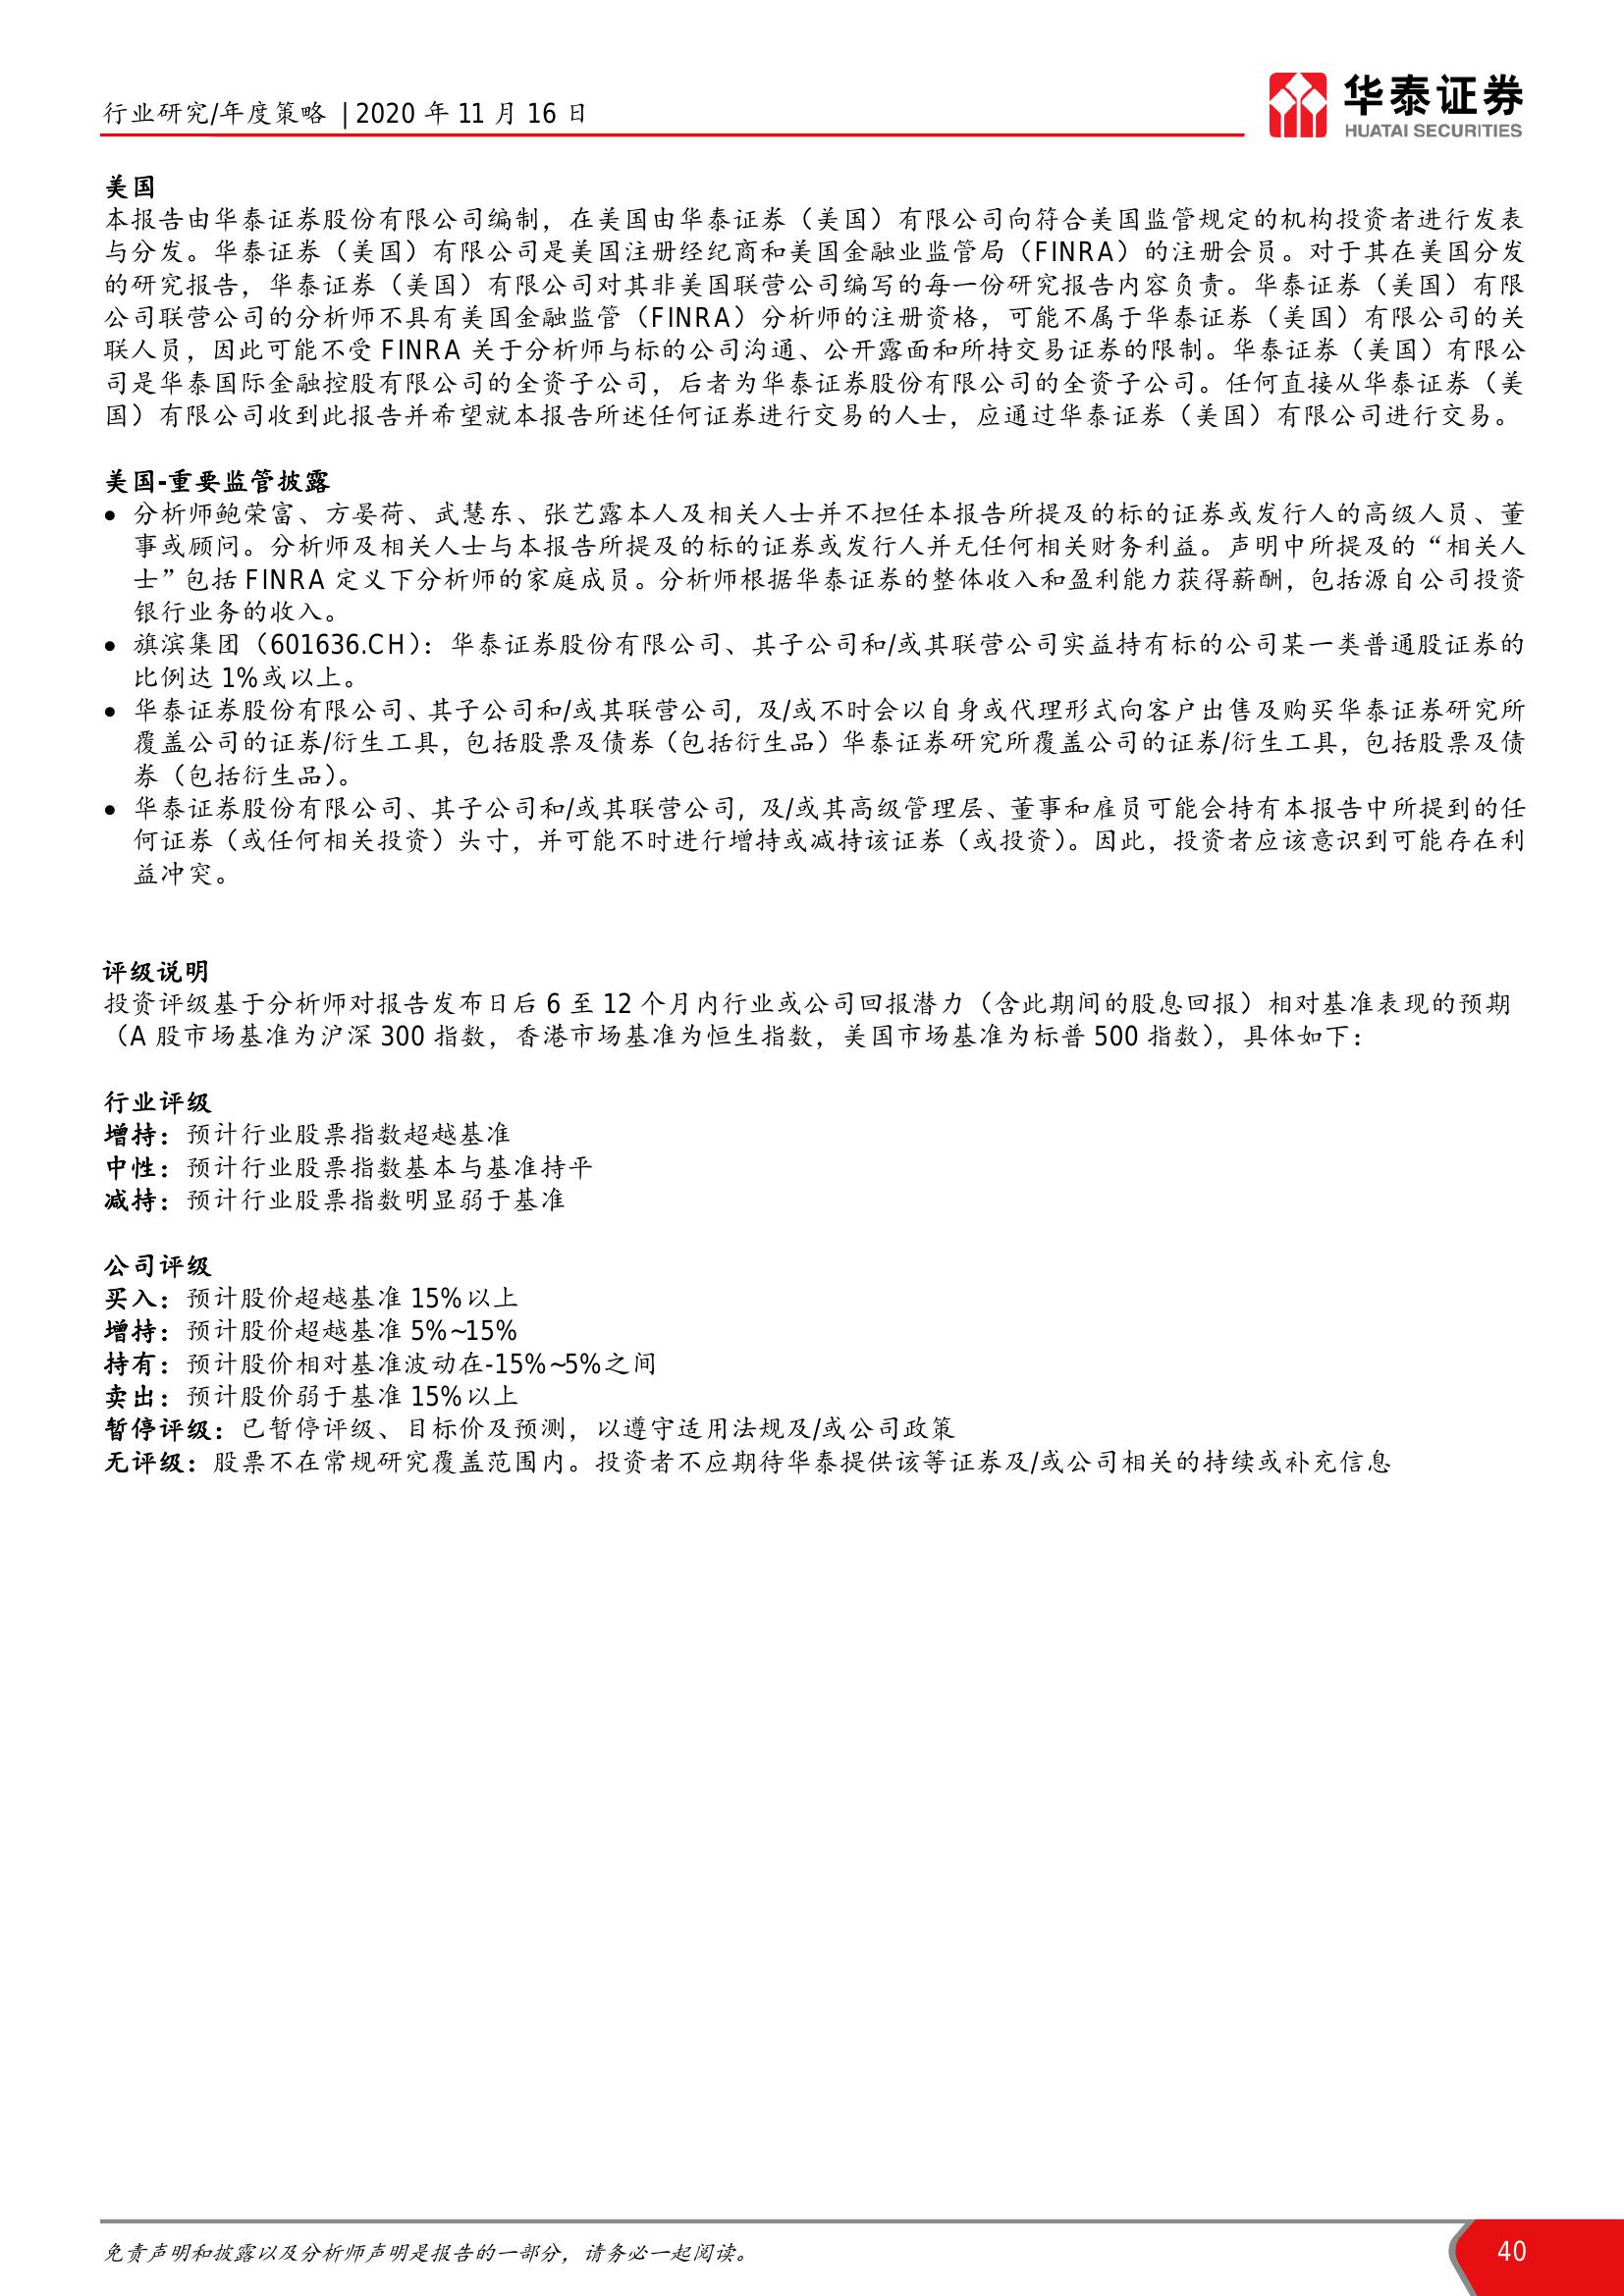 行业研究/年度策略 | 2020 年 11 月 16 日
华泰证券
HUATAI SECURITIES
美国
本报告由华泰证券股份有限公司编制，在美国由华泰证券（美国）有限公司向符合美国监管规定的机构投资者进行发表
与分发。华泰证券（美国）有限公司是美国注册经纪商和美国金融业监管局（FINRA）的注册会员。对于其在美国分发
的研究报告，华泰证券（美国）有限公司对其非美国联营公司编写的每一份研究报告内容负责。华泰证券（美国）有限
公司联营公司的分析师不具有美国金融监管（FINRA）分析师的注册资格，可能不属于华泰证券（美国）有限公司的关
联人员，因此可能不受 FINRA 关于分析师与标的公司沟通、公开露面和所持交易证券的限制。华泰证券（美国）有限公
司是华泰国际金融控股有限公司的全资子公司，后者为华泰证券股份有限公司的全资子公司。任何直接从华泰证券（美
国）有限公司收到此报告并希望就本报告所述任何证券进行交易的人士，应通过华泰证券（美国）有限公司进行交易。
美国-重要监管披露
● 分析师鲍荣富、方晏荷、武慧东、张艺露本人及相关人士并不担任本报告所提及的标的证券或发行人的高级人员、董
事或顾问。分析师及相关人士与本报告所提及的标的证券或发行人并无任何相关财务利益。声明中所提及的“相关人
士”包括 FINRA 定义下分析师的家庭成员。分析师根据华泰证券的整体收入和盈利能力获得薪酬，包括源自公司投资
银行业务的收入。
● 旗滨集团（601636.CH）：华泰证券股份有限公司、其子公司和/或其联营公司实益持有标的公司某一类普通股证券的
比例达 1%或以上。
● 华泰证券股份有限公司、其子公司和/或其联营公司, 及/或不时会以自身或代理形式向客户出售及购买华泰证券研究所
覆盖公司的证券/衍生工具，包括股票及债券（包括衍生品）华泰证券研究所覆盖公司的证券/衍生工具，包括股票及债
券（包括衍生品）。
● 华泰证券股份有限公司、其子公司和/或其联营公司, 及/或其高级管理层、董事和雇员可能会持有本报告中所提到的任
何证券（或任何相关投资）头寸，并可能不时进行增持或减持该证券（或投资）。因此，投资者应该意识到可能存在利
益冲突。
评级说明
投资评级基于分析师对报告发布日后 6 至 12 个月内行业或公司回报潜力（含此期间的股息回报）相对基准表现的预期
（A 股市场基准为沪深 300 指数，香港市场基准为恒生指数，美国市场基准为标普 500 指数），具体如下：
行业评级
增持：预计行业股票指数超越基准
中性：预计行业股票指数基本与基准持平
减持：预计行业股票指数明显弱于基准
公司评级
买入：预计股价超越基准 15%以上
增持：预计股价超越基准 5%~15%
持有：预计股价相对基准波动在-15%~5%之间
卖出：预计股价弱于基准 15%以上
暂停评级：已暂停评级、目标价及预测，以遵守适用法规及/或公司政策
无评级：股票不在常规研究覆盖范围内。投资者不应期待华泰提供该等证券及/或公司相关的持续或补充信息
免责声明和披露以及分析师声明是报告的一部分，请务必一起阅读。
40